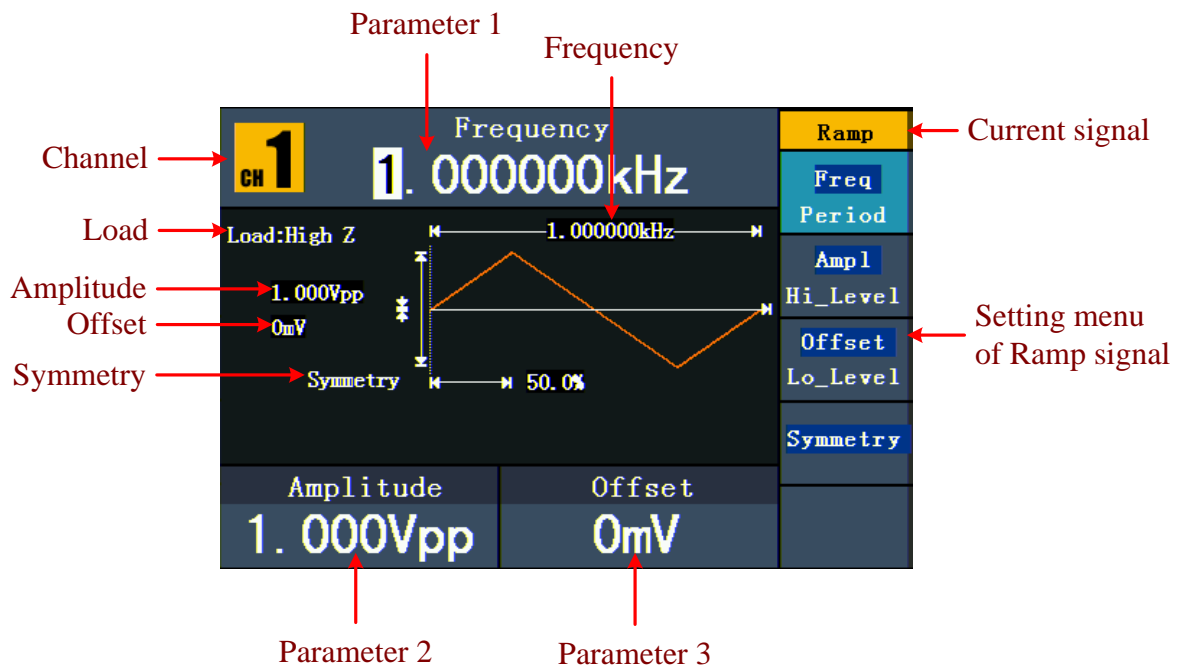 Parameter 1
Frequency
Channel
CH 1
Frequency
1.000000kHz
Ramp
Current signal
Freq
Period
Load
Load:High Z
1.000000kHz
Ampl
Hi_Level
Amplitude
1.000Vpp
Offset
0mV
Offset
Lo_Level
Setting menu
of Ramp signal
Symmetry
Symmetry
50.0%
Symmetry
Amplitude
1.000Vpp
Offset
0mV
Parameter 2
Parameter 3